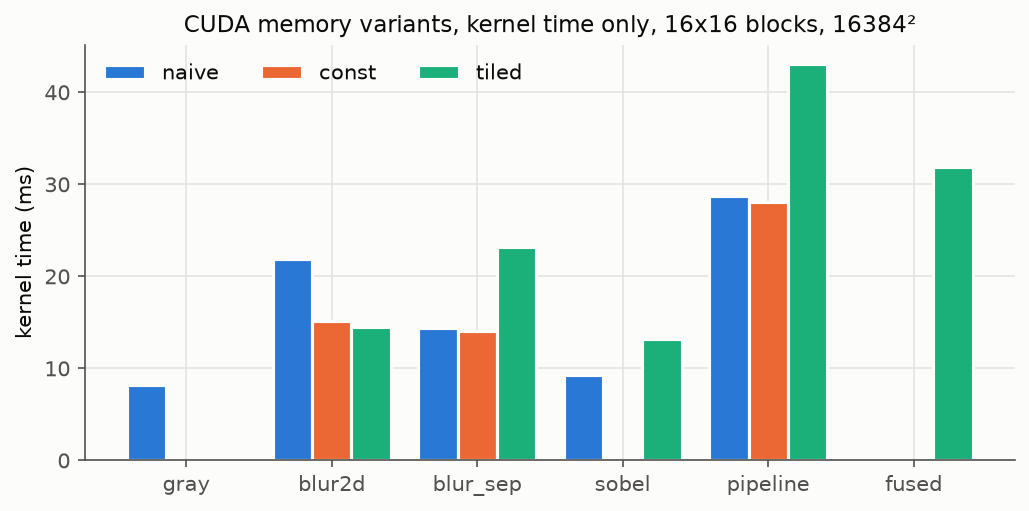 CUDA memory variants, kernel time only, 16x16 blocks, 16384²
naive const tiled
kernel time (ms)
40
30
20
10
0
gray blur2d blur_sep sobel pipeline fused